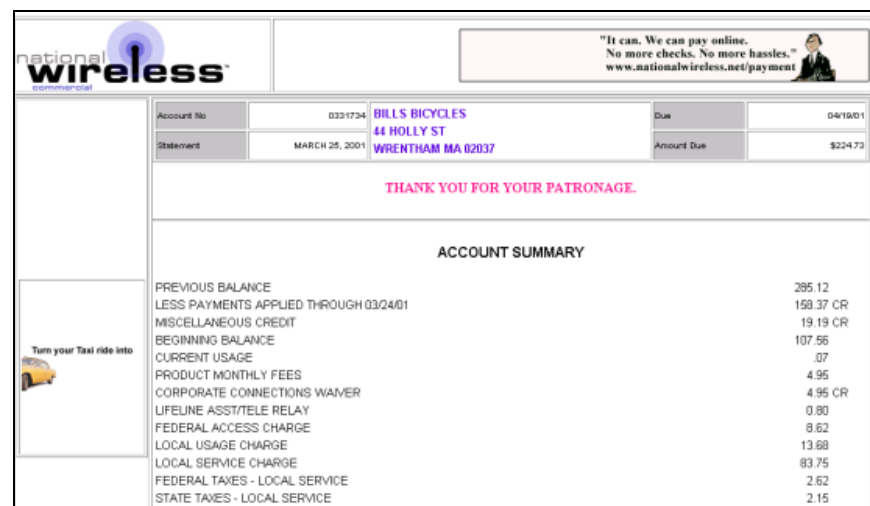 national
wireless
commercial
"It can. We can pay online.
No more checks. No more hassles."
www.nationalwireless.net/payment
Account No 0331734 BILLS BICYCLES Due 04/19/01
44 HOLLY ST
Statement MARCH 25, 2001 WRENTHAM MA 02037 Amount Due $224.73
THANK YOU FOR YOUR PATRONAGE.
ACCOUNT SUMMARY
PREVIOUS BALANCE 285.12
LESS PAYMENTS APPLIED THROUGH 03/24/01 158.37 CR
MISCELLANEOUS CREDIT 19.19 CR
BEGINNING BALANCE 107.56
CURRENT USAGE .07
PRODUCT MONTHLY FEES 4.95
CORPORATE CONNECTIONS WAIVER 4.95 CR
LIFELINE ASST/TELE RELAY 0.80
FEDERAL ACCESS CHARGE 8.62
LOCAL USAGE CHARGE 13.68
LOCAL SERVICE CHARGE 83.75
FEDERAL TAXES - LOCAL SERVICE 2.62
STATE TAXES - LOCAL SERVICE 2.15
Turn your Taxi ride into